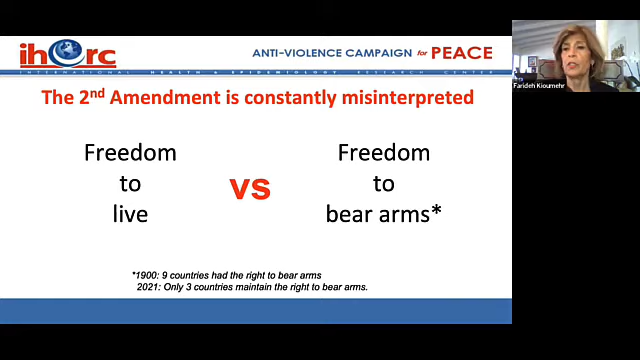 iherc
ANTI-VIOLENCE CAMPAIGN for PEACE
INTERNATIONAL HEALTH & EPIDEMIOLOGY RESEARCH CENTER
The 2nd Amendment is constantly misinterpreted
Freedom
to
live
vs
Freedom
to
bear arms*
*1900: 9 countries had the right to bear arms
2021: Only 3 countries maintain the right to bear arms.
Farideh Kioumehr